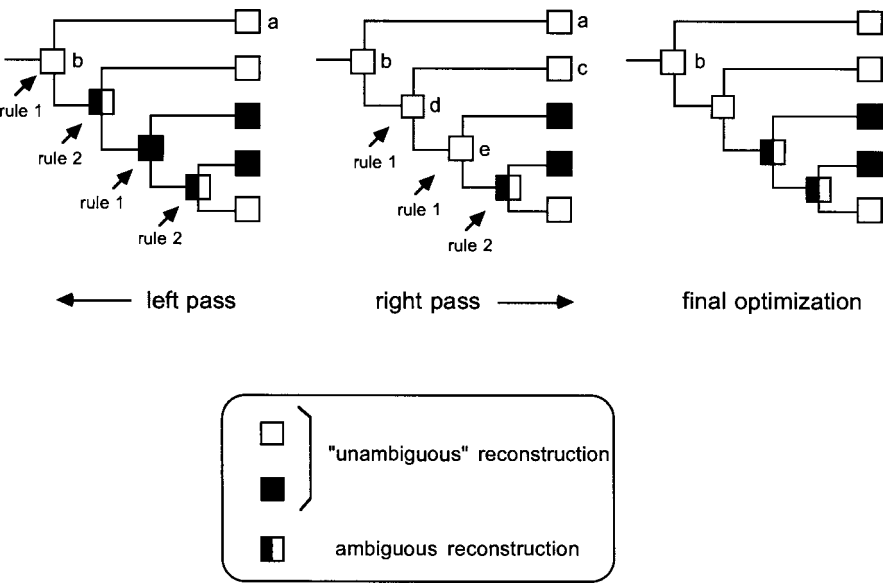 a
b
rule 1
rule 2
rule 1
rule 2
left pass
a
b
c
d
rule 1
e
rule 1
rule 2
right pass
b
final optimization
"unambiguous" reconstruction
ambiguous reconstruction